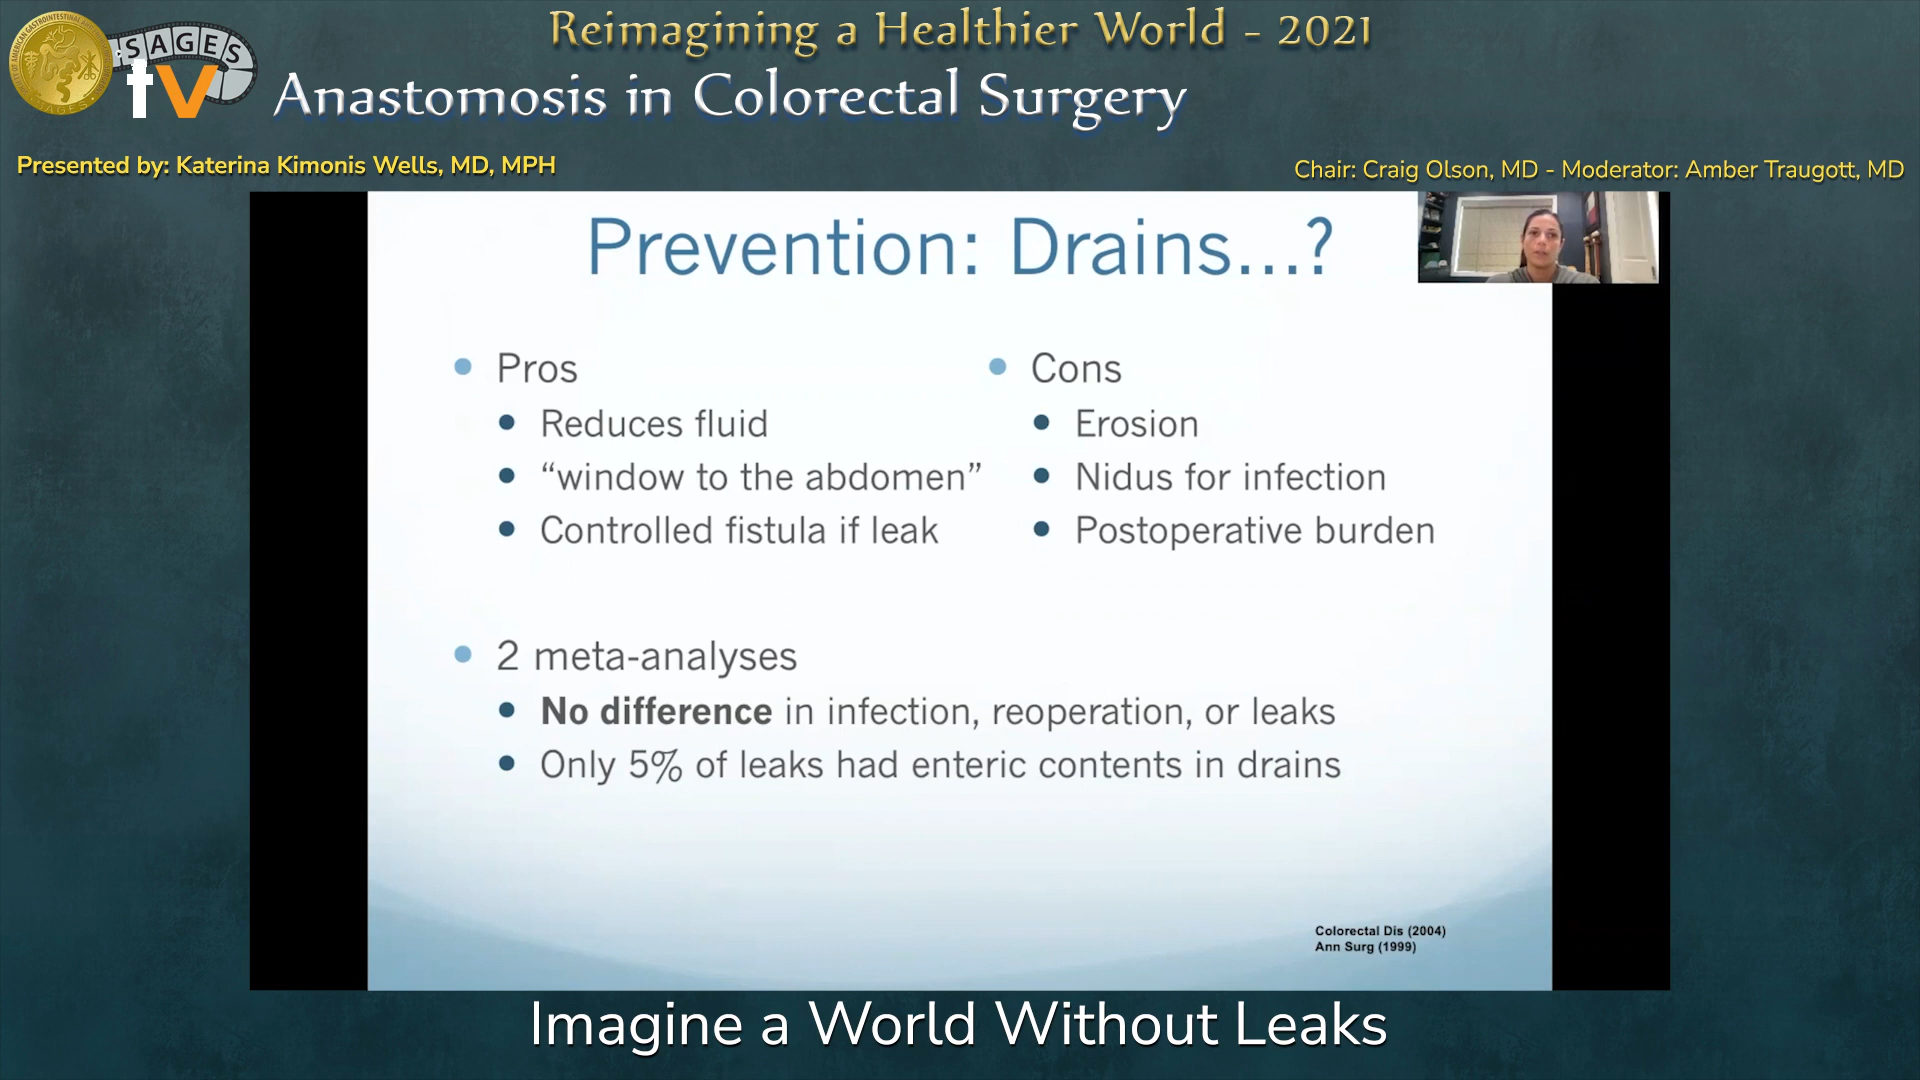 Reimagining a Healthier World - 2021
SAGES
tv
Anastomosis in Colorectal Surgery
Presented by: Katerina Kimonis Wells, MD, MPH
Chair: Craig Olson, MD - Moderator: Amber Traugott, MD
Prevention: Drains...?
Pros
Reduces fluid
“window to the abdomen”
Controlled fistula if leak
Cons
Erosion
Nidus for infection
Postoperative burden
2 meta-analyses
No difference in infection, reoperation, or leaks
Only 5% of leaks had enteric contents in drains
Colorectal Dis (2004)
Ann Surg (1999)
Imagine a World Without Leaks